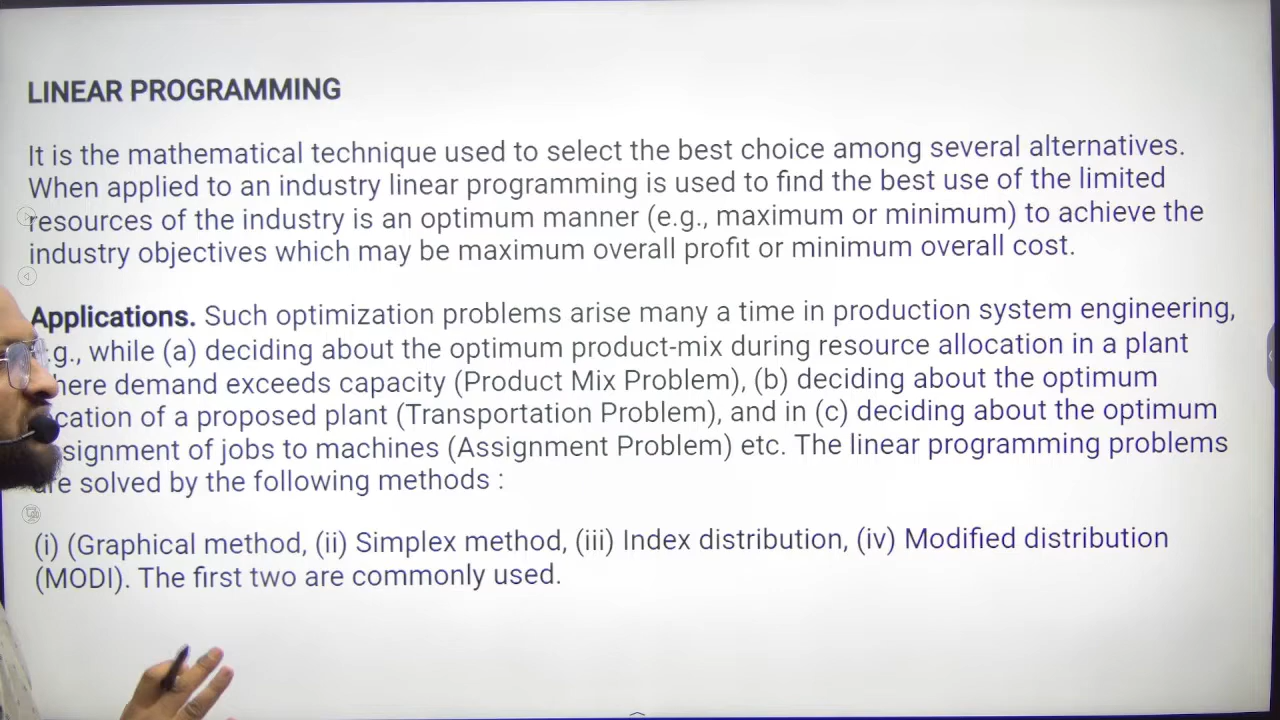 LINEAR PROGRAMMING
It is the mathematical technique used to select the best choice among several alternatives.
When applied to an industry linear programming is used to find the best use of the limited
resources of the industry is an optimum manner (e.g., maximum or minimum) to achieve the
industry objectives which may be maximum overall profit or minimum overall cost.
Applications. Such optimization problems arise many a time in production system engineering,
.g., while (a) deciding about the optimum product-mix during resource allocation in a plant
here demand exceeds capacity (Product Mix Problem), (b) deciding about the optimum
cation of a proposed plant (Transportation Problem), and in (c) deciding about the optimum
ssignment of jobs to machines (Assignment Problem) etc. The linear programming problems
are solved by the following methods :
(i) (Graphical method, (ii) Simplex method, (iii) Index distribution, (iv) Modified distribution
(MODI). The first two are commonly used.